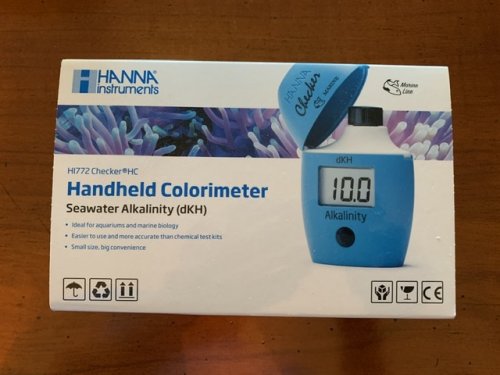 HANNA
instruments
HANNA
Checker
MARINE
Marine
Line
HI772 Checker®HC
Handheld Colorimeter
Seawater Alkalinity (dKH)
• Ideal for aquariums and marine biology
• Easier to use and more accurate than chemical test kits
• Small size, big convenience
dKH
10.0
Alkalinity
CE